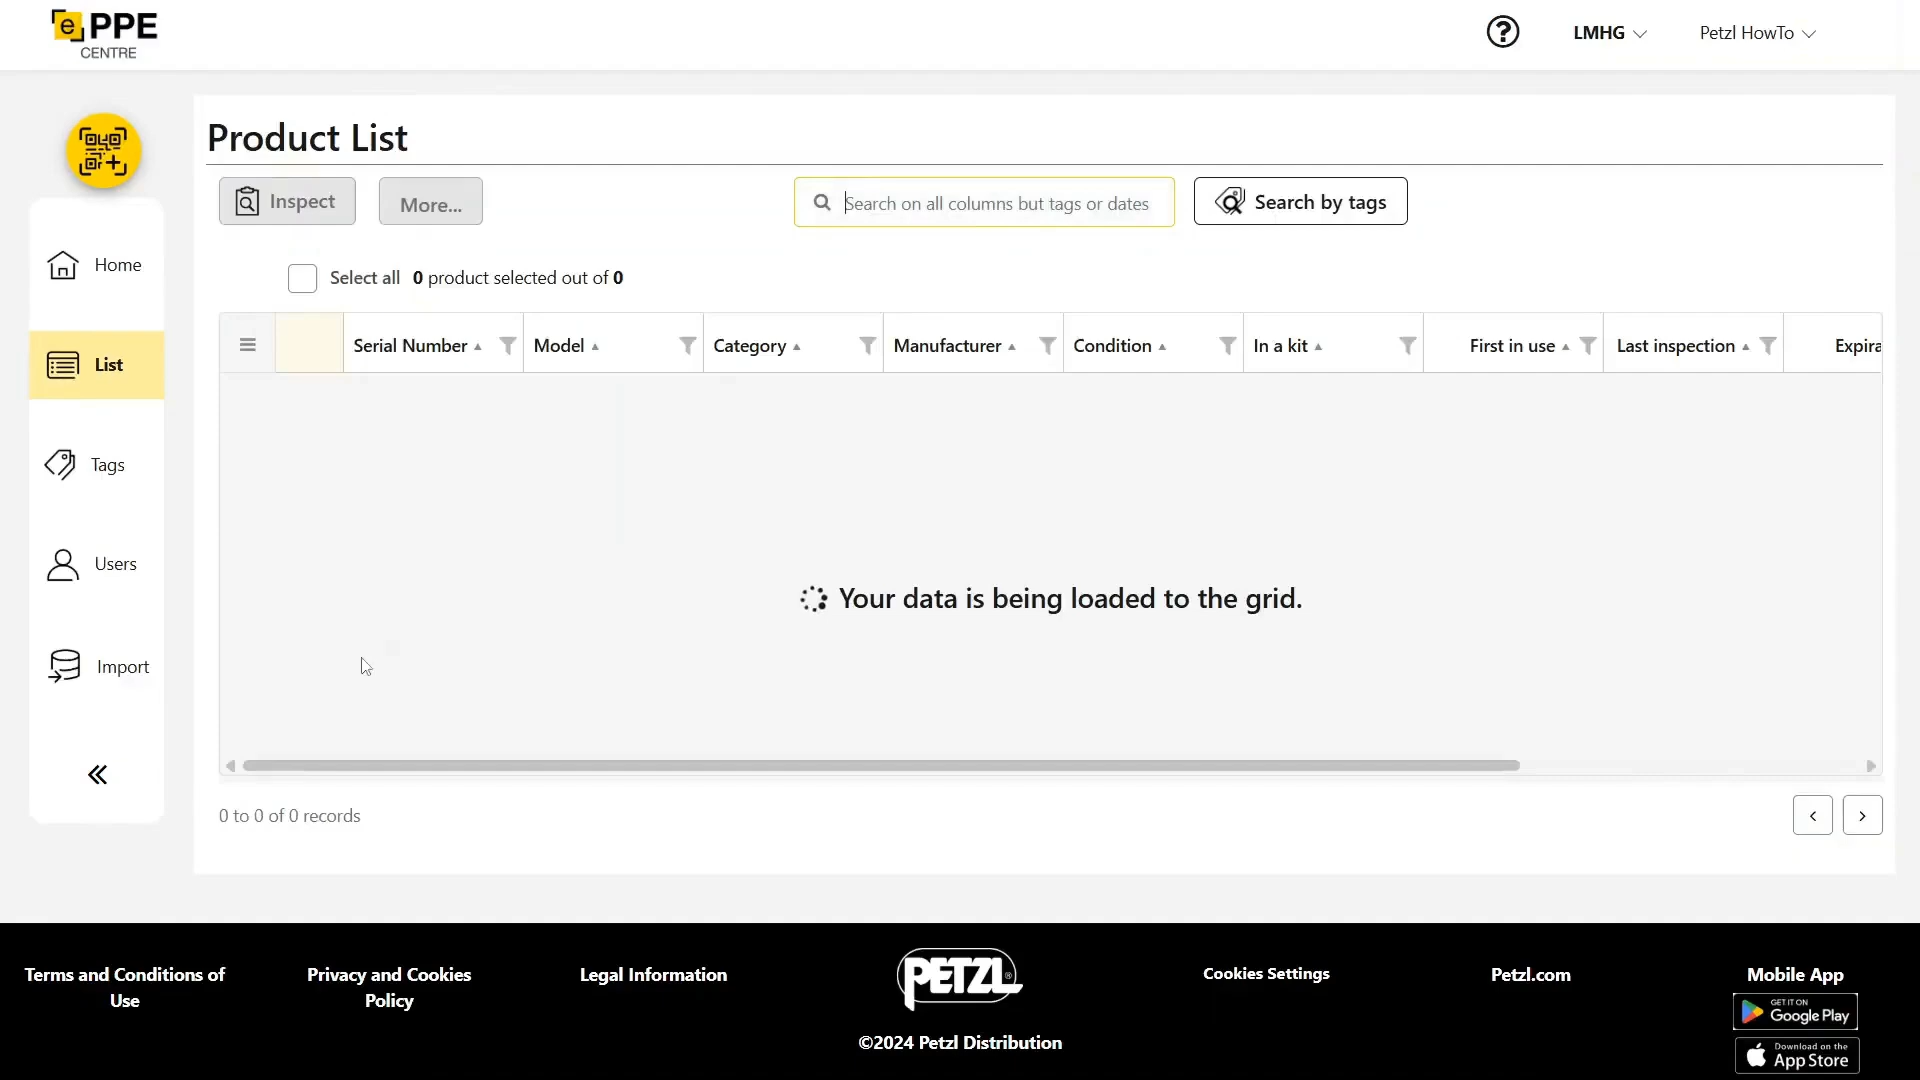 e PPE
CENTRE
LMHG
Petzl HowTo
Product List
Inspect
More...
Search on all columns but tags or dates
Search by tags
Home
List
Tags
Users
Import
Select all 0 product selected out of 0
Serial Number
Model
Category
Manufacturer
Condition
In a kit
First in use
Last inspection
Expira
Your data is being loaded to the grid.
0 to 0 of 0 records
Terms and Conditions of
Use
Privacy and Cookies
Policy
Legal Information
PETZL®
©2024 Petzl Distribution
Cookies Settings
Petzl.com
Mobile App
GET IT ON
Google Play
Download on the
App Store